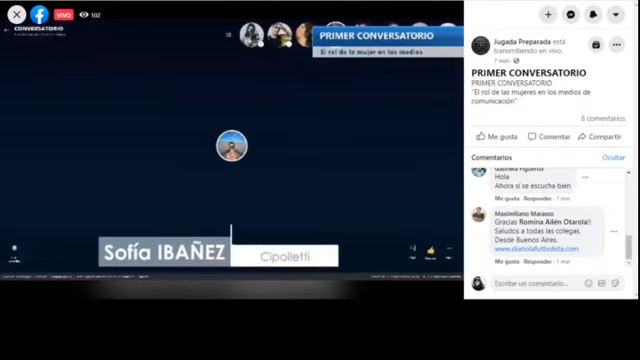 VIVO
102
CONVERSATORIO
PRIMER CONVERSATORIO
El rol de la mujer en los medios
Sofía IBAÑEZ
Cipolletti
Jugada Preparada está
transmitiendo en vivo.
7 min
PRIMER CONVERSATORIO
PRIMER CONVERSATORIO
"El rol de las mujeres en los medios de
comunicación"
8 comentarios
Me gusta
Comentar
Compartir
Comentarios
Ocultar
Gabriela Figueroa
Hola
Ahora si se escucha bien
Me gusta · Responder · 1 min
Maximiliano Marasso
Gracias Romina Ailén Otarola!!
Saludos a todas las colegas.
Desde Buenos Aires.
www.diariolafutbolista.com
Me gusta · Responder · 1 min
Escribe un comentario...